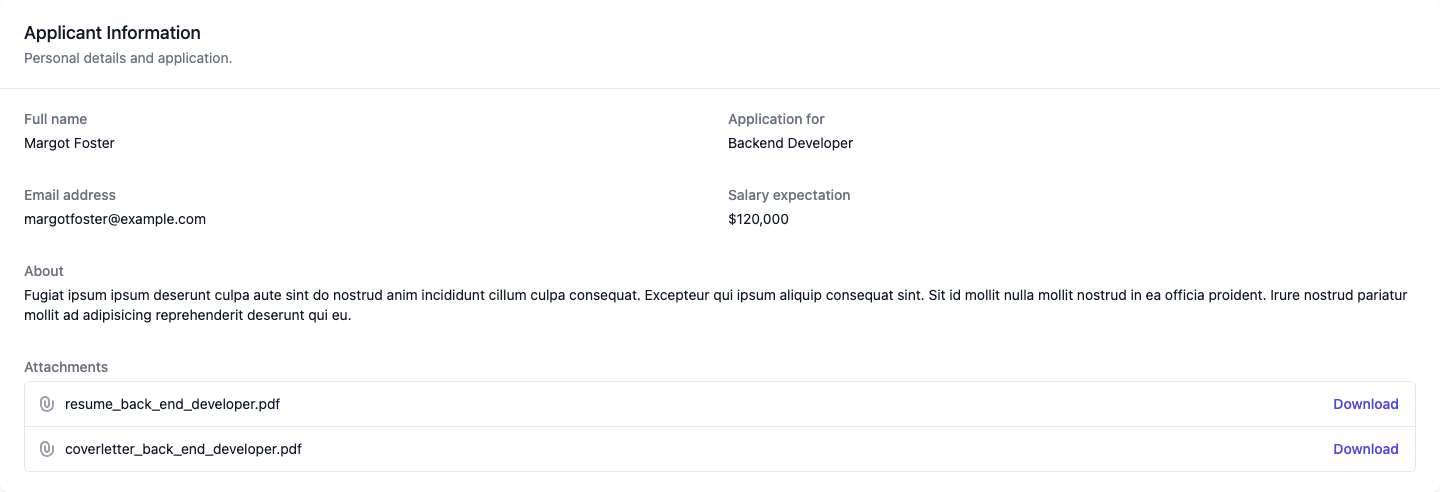 Applicant Information
Personal details and application.
Full name
Margot Foster
Application for
Backend Developer
Email address
margotfoster@example.com
Salary expectation
$120,000
About
Fugiat ipsum ipsum deserunt culpa aute sint do nostrud anim incididunt cillum culpa consequat. Excepteur qui ipsum aliquip consequat sint. Sit id mollit nulla mollit nostrud in ea officia proident. Irure nostrud pariatur
mollit ad adipisicing reprehenderit deserunt qui eu.
Attachments
resume_back_end_developer.pdf
Download
coverletter_back_end_developer.pdf
Download